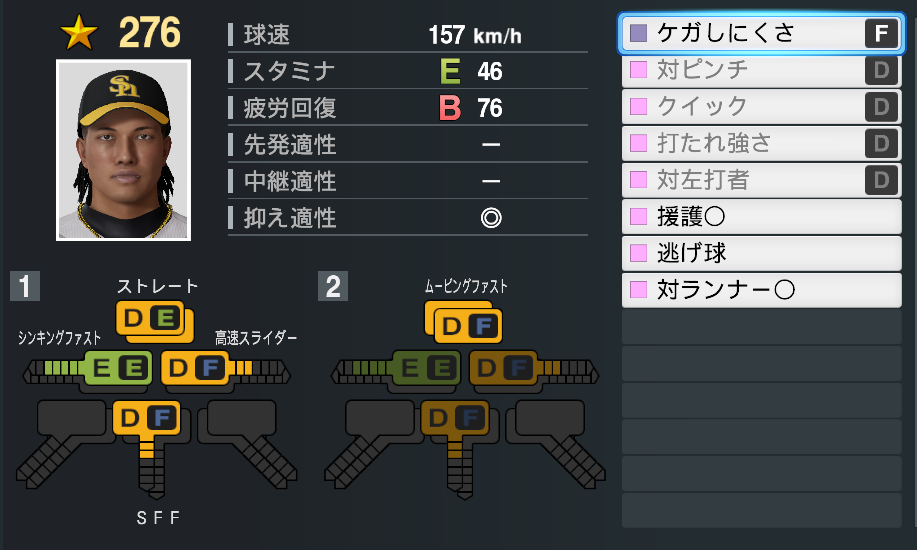 276
SH
球速 157 km/h
スタミナ E 46
疲労回復 B 76
先発適性 ー
中継適性 ー
抑え適性 ◎
ケガしにくさ F
対ピンチ D
クイック D
打たれ強さ D
対左打者 D
援護○
逃げ球
対ランナー○
1
ストレート
D E
シンキングファスト
高速スライダー
E E D F
D F
SFF
2
ムービングファスト
D F
E E D F
D F